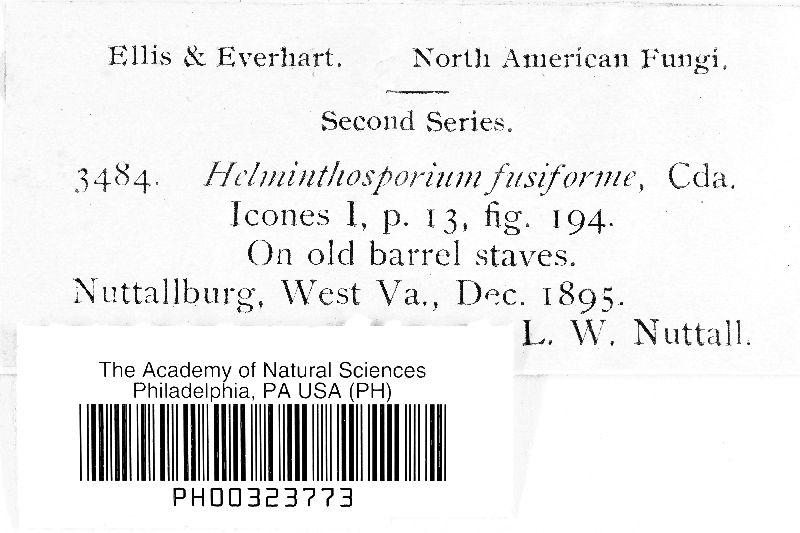 Ellis & Everhart. North American Fungi.
Second Series.
3484. Helminthosporium fusiforme, Cda.
Icones I, p. 13, fig. 194.
On old barrel staves.
Nuttallburg, West Va., Dec. 1895.
L. W. Nuttall.
The Academy of Natural Sciences
Philadelphia, PA USA (PH)
PH00323773